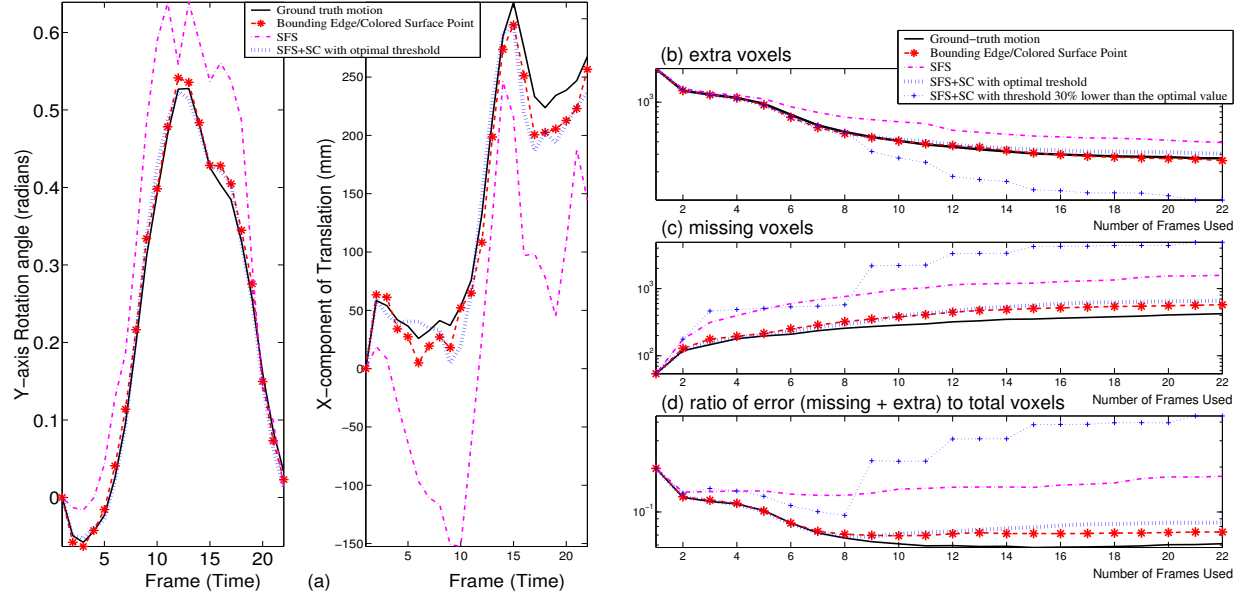 Ground truth motion
Bounding Edge/Colored Surface Point
SFS
SFS+SC with otpimal threshold
Y−axis Rotation angle (radians)
0.6
0.5
0.4
0.3
0.2
0.1
0
5
10
15
20
Frame (Time)
(a)
X−component of Translation (mm)
300
250
200
150
100
50
0
−50
−100
−150
5
10
15
20
Frame (Time)
(b) extra voxels
Ground−truth motion
Bounding Edge/Colored Surface Point
SFS
SFS+SC with optimal treshold
SFS+SC with threshold 30% lower than the optimal value
10³
2 4 6 8 10 12 14 16 18 20 22
Number of Frames Used
(c) missing voxels
10³
10²
2 4 6 8 10 12 14 16 18 20 22
Number of Frames Used
(d) ratio of error (missing + extra) to total voxels
10⁻¹
2 4 6 8 10 12 14 16 18 20 22
Number of Frames Used